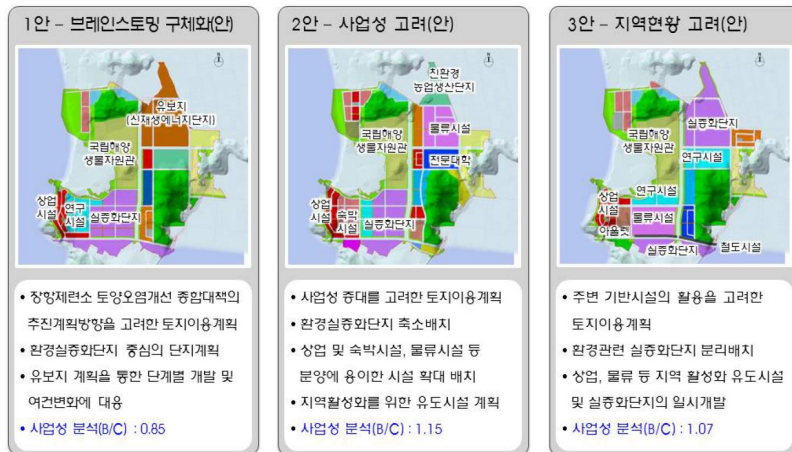 1안 – 브레인스토밍 구체화(안)
유보지
(신재생에너지단지)
국립해양
생물자원관
상업
시설
연구
시설
실증화단지
• 장항제련소 토양오염개선 종합대책의
추진계획방향을 고려한 토지이용계획
• 환경실증화단지 중심의 단지계획
• 유보지 계획을 통한 단계별 개발 및
여건변화에 대응
• 사업성 분석(B/C) : 0.85
2안 – 사업성 고려(안)
친환경
농업생산단지
국립해양
생물자원관
물류시설
전문대학
상업
시설
숙박
시설
실증화단지
• 사업성 증대를 고려한 토지이용계획
• 환경실증화단지 축소배치
• 상업 및 숙박시설, 물류시설 등
분양에 용이한 시설 확대 배치
• 지역활성화를 위한 유도시설 계획
• 사업성 분석(B/C) : 1.15
3안 – 지역현황 고려(안)
실증화단지
국립해양
생물자원관
연구시설
연구시설
상업
시설
물류시설
아울렛
실증화단지
철도시설
• 주변 기반시설의 활용을 고려한
토지이용계획
• 환경관련 실증화단지 분리배치
• 상업, 물류 등 지역 활성화 유도시설
및 실증화단지의 일시개발
• 사업성 분석(B/C) : 1.07